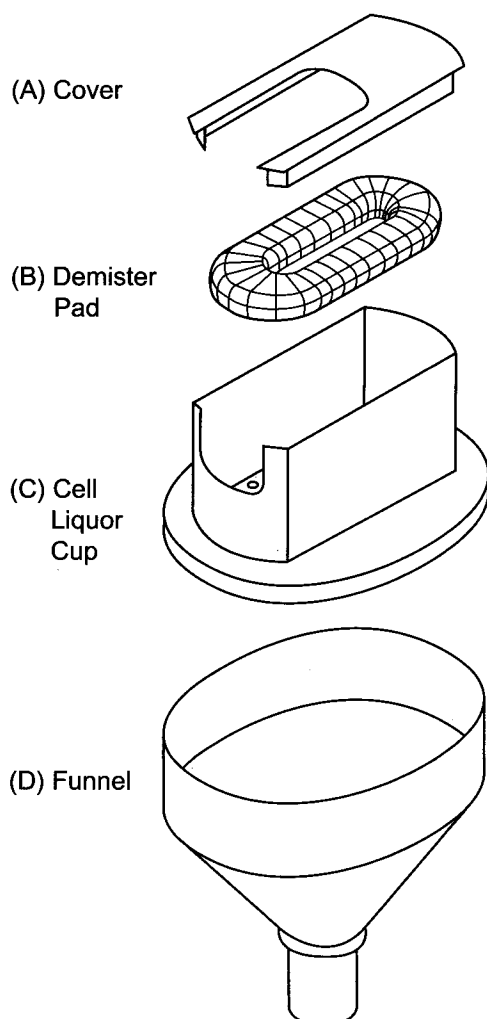 (A) Cover
(B) Demister
Pad
(C) Cell
Liquor
Cup
(D) Funnel